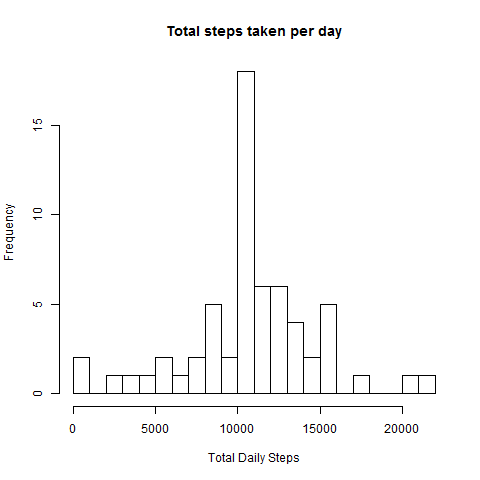 Total steps taken per day
15
10
5
0
Frequency
0 5000 10000 15000 20000
Total Daily Steps